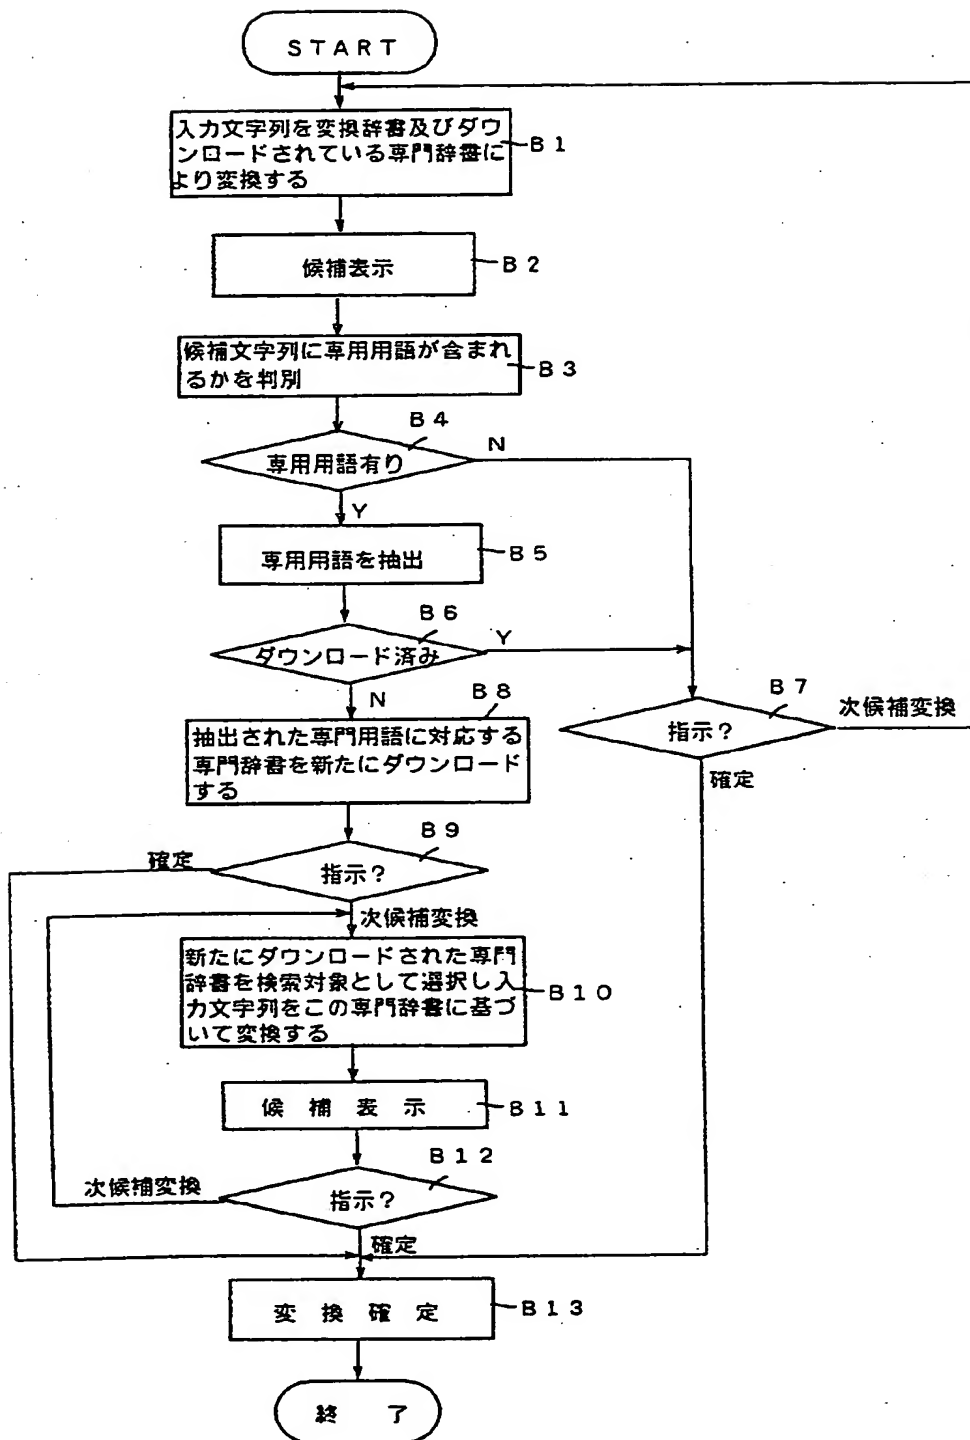 START
入力文字列を変換辞書及びダウ
ンロードされている専門辞書に
より変換する
B1
候補表示
B2
候補文字列に専用用語が含まれ
るかを判別
B3
B4
専用用語有り
N
Y
専用用語を抽出
B5
B6
ダウンロード済み
Y
N
B7
指示?
次候補変換
確定
B8
抽出された専門用語に対応する
専門辞書を新たにダウンロード
する
B9
確定
指示?
次候補変換
新たにダウンロードされた専門
辞書を検索対象として選択し入
力文字列をこの専門辞書に基づ
いて変換する
B10
候補表示
B11
B12
次候補変換
指示?
確定
変換確定
B13
終了